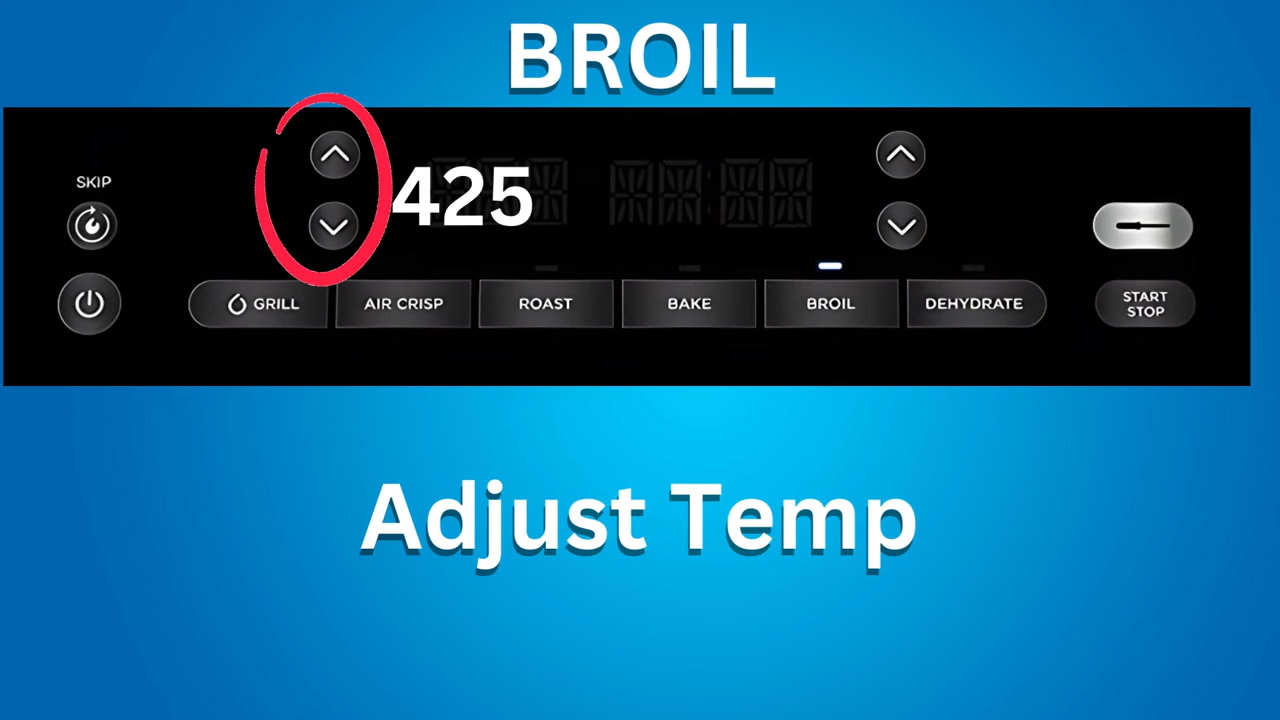 BROIL
SKIP
425
GRILL
AIR CRISP
ROAST
BAKE
BROIL
DEHYDRATE
START
STOP
Adjust Temp